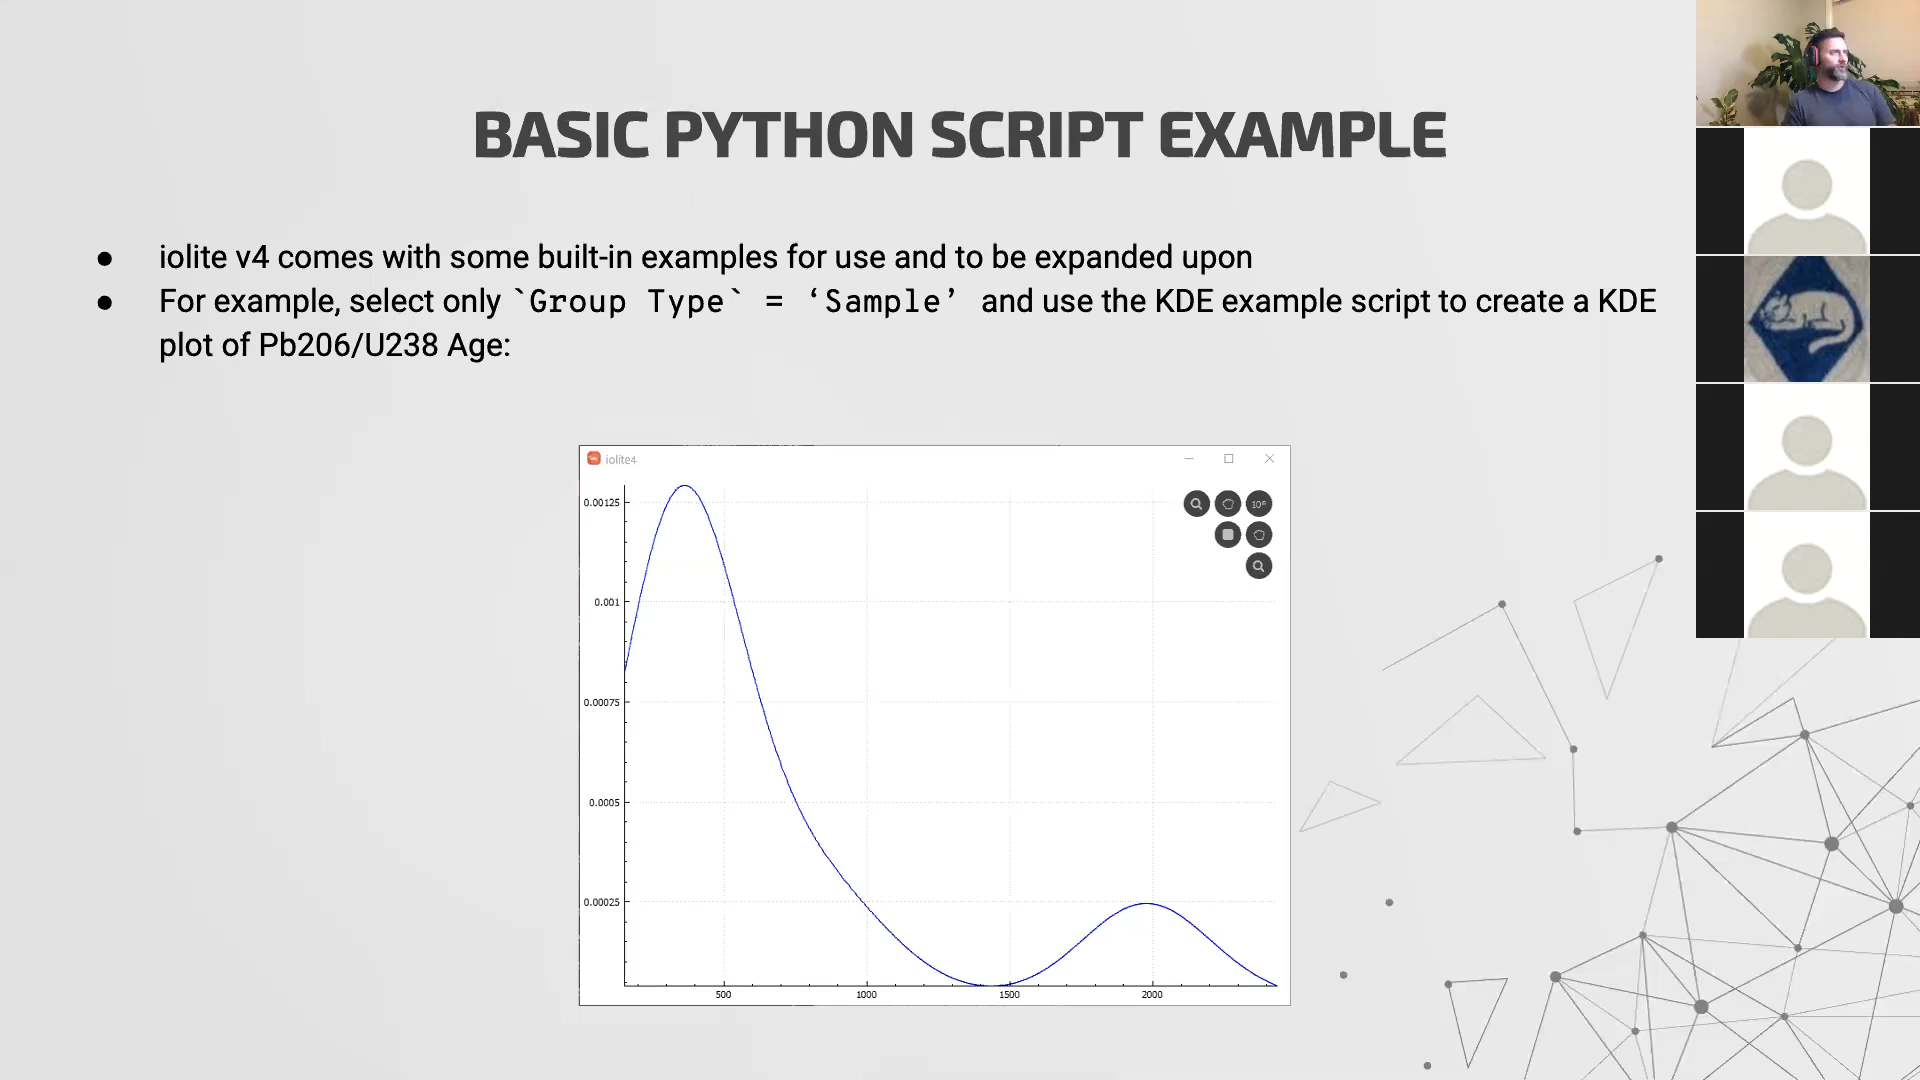 BASIC PYTHON SCRIPT EXAMPLE
● iolite v4 comes with some built-in examples for use and to be expanded upon
● For example, select only `Group Type` = ‘Sample’ and use the KDE example script to create a KDE
plot of Pb206/U238 Age:
iolite4
0.00125
0.001
0.00075
0.0005
0.00025
500 1000 1500 2000